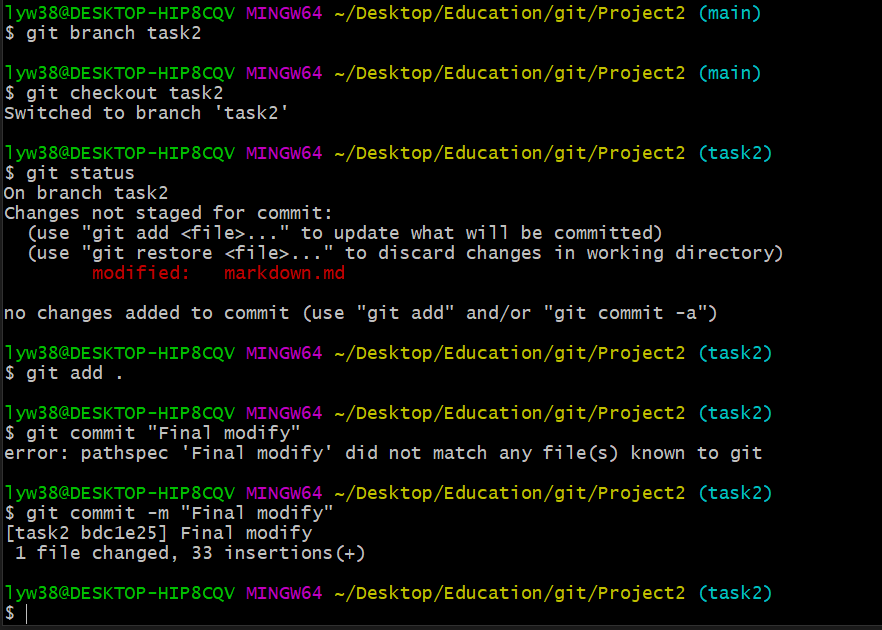 lyw38@DESKTOP-HIP8CQV MINGW64 ~/Desktop/Education/git/Project2 (main)
$ git branch task2
lyw38@DESKTOP-HIP8CQV MINGW64 ~/Desktop/Education/git/Project2 (main)
$ git checkout task2
Switched to branch 'task2'
lyw38@DESKTOP-HIP8CQV MINGW64 ~/Desktop/Education/git/Project2 (task2)
$ git status
On branch task2
Changes not staged for commit:
  (use "git add <file>..." to update what will be committed)
  (use "git restore <file>..." to discard changes in working directory)
        modified:   markdown.md
no changes added to commit (use "git add" and/or "git commit -a")
lyw38@DESKTOP-HIP8CQV MINGW64 ~/Desktop/Education/git/Project2 (task2)
$ git add .
lyw38@DESKTOP-HIP8CQV MINGW64 ~/Desktop/Education/git/Project2 (task2)
$ git commit "Final modify"
error: pathspec 'Final modify' did not match any file(s) known to git
lyw38@DESKTOP-HIP8CQV MINGW64 ~/Desktop/Education/git/Project2 (task2)
$ git commit -m "Final modify"
[task2 bdc1e25] Final modify
 1 file changed, 33 insertions(+)
lyw38@DESKTOP-HIP8CQV MINGW64 ~/Desktop/Education/git/Project2 (task2)
$